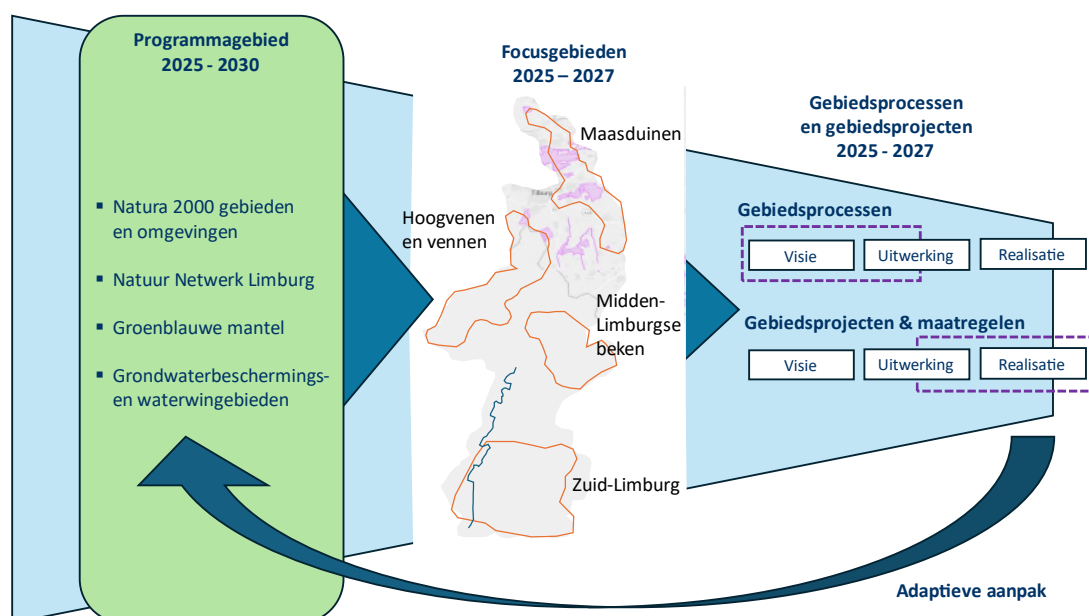 Programmagebied
2025 - 2030
▪ Natura 2000 gebieden
en omgevingen
▪ Natuur Netwerk Limburg
▪ Groenblauwe mantel
▪ Grondwaterbeschermings-
en waterwingebieden
Focusgebieden
2025 – 2027
Maasduinen
Hoogvenen
en vennen
Midden-
Limburgse
beken
Zuid-Limburg
Gebiedsprocessen
en gebiedsprojecten
2025 - 2027
Gebiedsprocessen
Visie
Uitwerking
Realisatie
Gebiedsprojecten & maatregelen
Visie
Uitwerking
Realisatie
Adaptieve aanpak